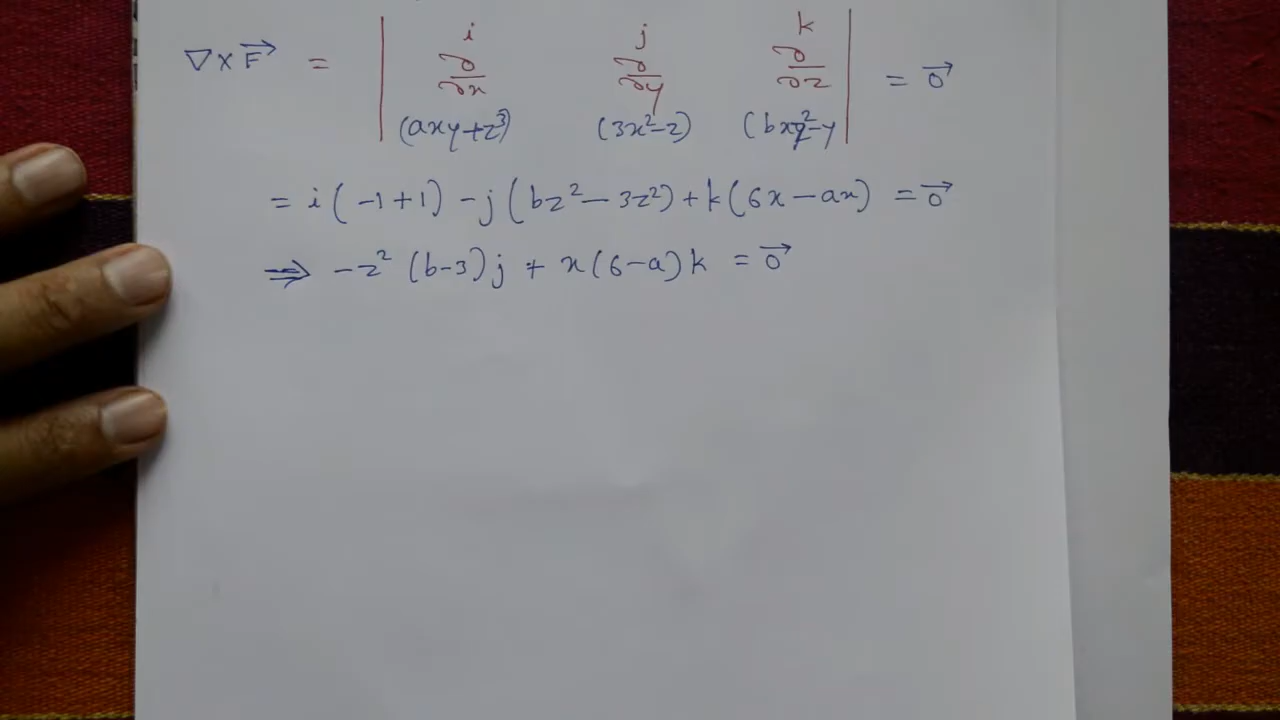 ∇×F⃗ = | i j k |
| ∂/∂x ∂/∂y ∂/∂z | = 0⃗
| (axy+z³) (3x²−z) (bxz²−y |
= i(−1+1) −j(bz²−3z²)+k(6x−ax) = 0⃗
⇒ −z²(b−3)j + x(6−a)k = 0⃗